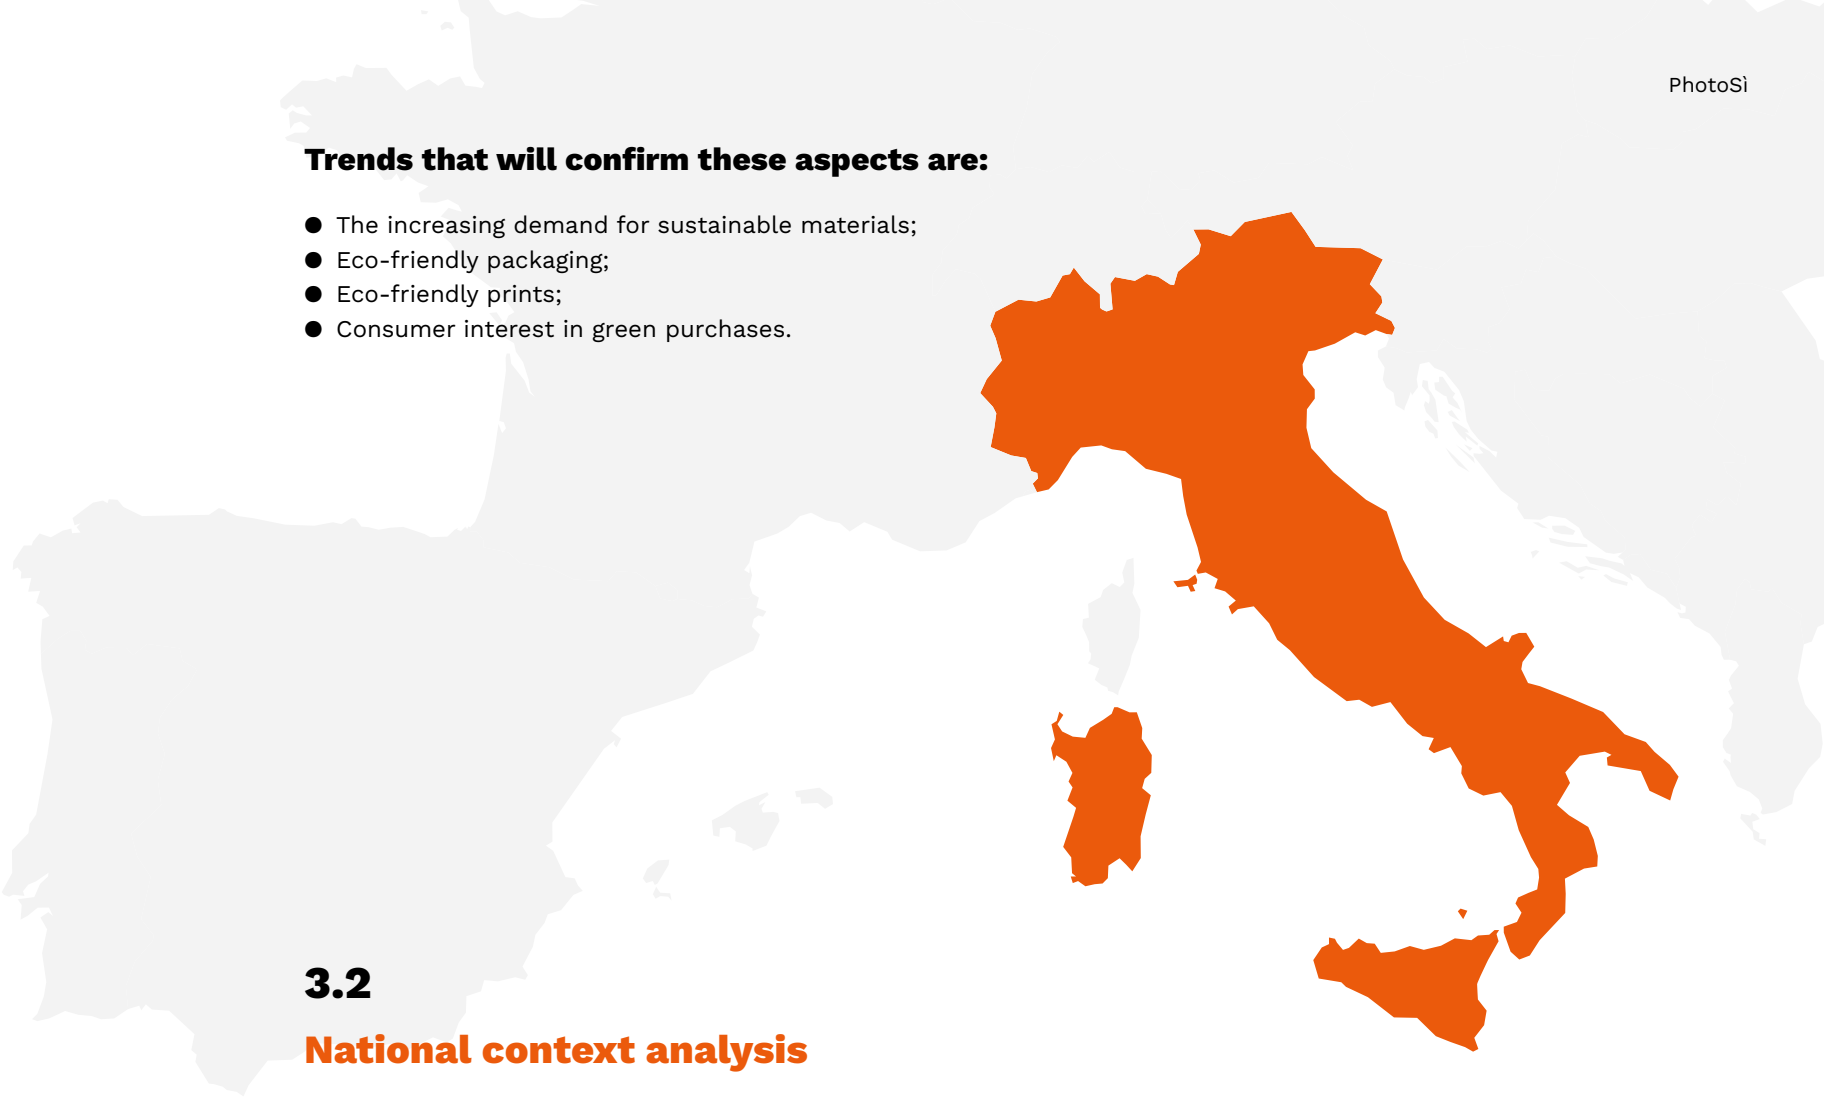 PhotoSì
Trends that will confirm these aspects are:
● The increasing demand for sustainable materials;
● Eco-friendly packaging;
● Eco-friendly prints;
● Consumer interest in green purchases.
3.2
National context analysis